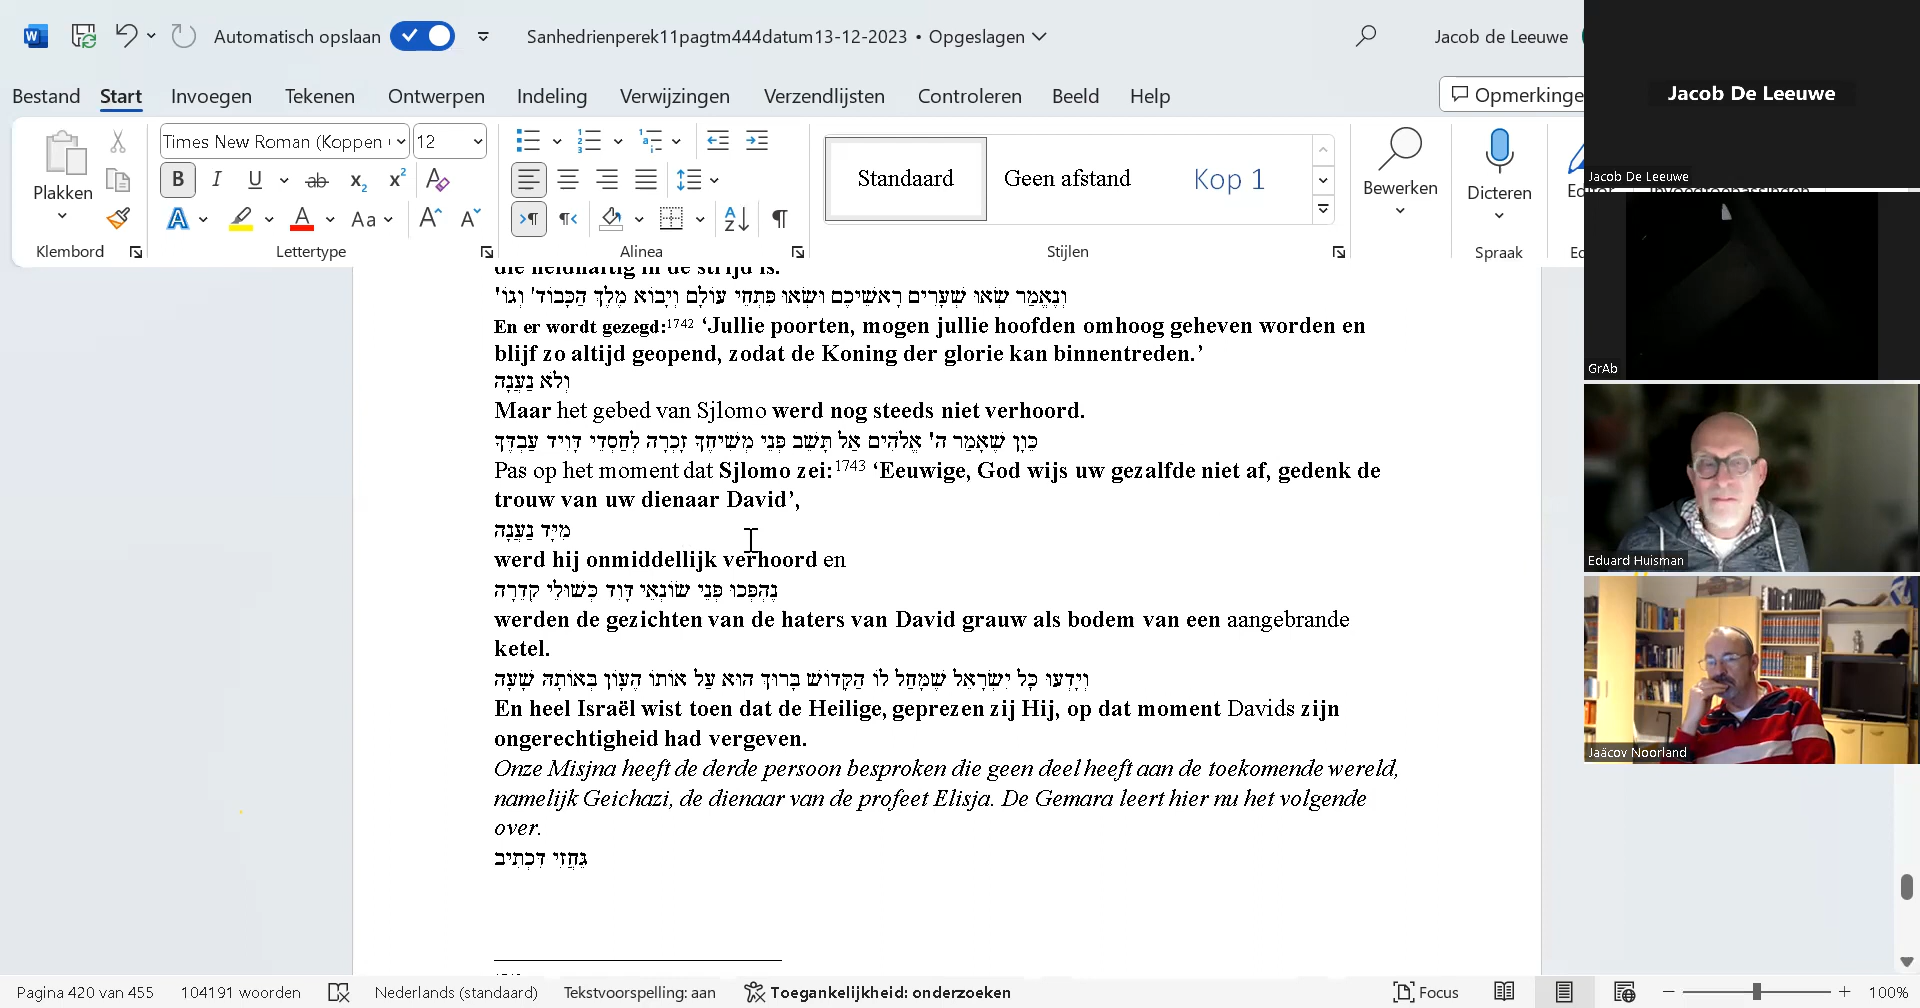 Automatisch opslaan
Sanhedrienperek11pagtm444datum13-12-2023 • Opgeslagen
Jacob de Leeuwe
Bestand Start Invoegen Tekenen Ontwerpen Indeling Verwijzingen Verzendlijsten Controleren Beeld Help
Opmerkinge
Times New Roman (Koppen
12
Plakken
Standaard
Geen afstand
Kop 1
Bewerken
Dicteren
Klembord
Lettertype
Alinea
Stijlen
Spraak
die heldhaftig in de strijd is.
וְנֶאֱמַר שְׂאוּ שְׁעָרִים רָאשֵׁיכֶם וּשְׂאוּ פִּתְחֵי עוֹלָם וְיָבוֹא מֶלֶךְ הַכָּבוֹד' וְגוֹ'
En er wordt gezegd:1742 ‘Jullie poorten, mogen jullie hoofden omhoog geheven worden en
blijf zo altijd geopend, zodat de Koning der glorie kan binnentreden.’
וְלֹא נַעֲנָה
Maar het gebed van Sjlomo werd nog steeds niet verhoord.
כֵּוָן שֶׁאָמַר ה' אֱלֹהִים אַל תָּשֵׁב פְּנֵי מְשִׁיחֶךָ זָכְרָה לְחַסְדֵי דָּוִיד עַבְדֶּךָ
Pas op het moment dat Sjlomo zei:1743 ‘Eeuwige, God wijs uw gezalfde niet af, gedenk de
trouw van uw dienaar David’,
מִיָּד נַעֲנָה
werd hij onmiddellijk verhoord en
נֶהְפְּכוּ פְּנֵי שׂוֹנְאֵי דָּוִד כְּשׁוּלֵי קְדֵרָה
werden de gezichten van de haters van David grauw als bodem van een aangebrande
ketel.
וְיָדְעוּ כָּל יִשְׂרָאֵל שֶׁמָּחַל לוֹ הַקָּדוֹשׁ בָּרוּךְ הוּא עַל אוֹתוֹ הֶעָוֹן בְּאוֹתָהּ שָׁעָה
En heel Israël wist toen dat de Heilige, geprezen zij Hij, op dat moment Davids zijn
ongerechtigheid had vergeven.
Onze Misjna heeft de derde persoon besproken die geen deel heeft aan de toekomende wereld,
namelijk Geichazi, de dienaar van de profeet Elisja. De Gemara leert hier nu het volgende
over.
גֵּחֲזִי דִּכְתִיב
Jacob De Leeuwe
Jacob De Leeuwe
GrAb
Eduard Huisman
Jaäcov Noorland
Pagina 420 van 455
104191 woorden
Nederlands (standaard)
Tekstvoorspelling: aan
Toegankelijkheid: onderzoeken
Focus
100%